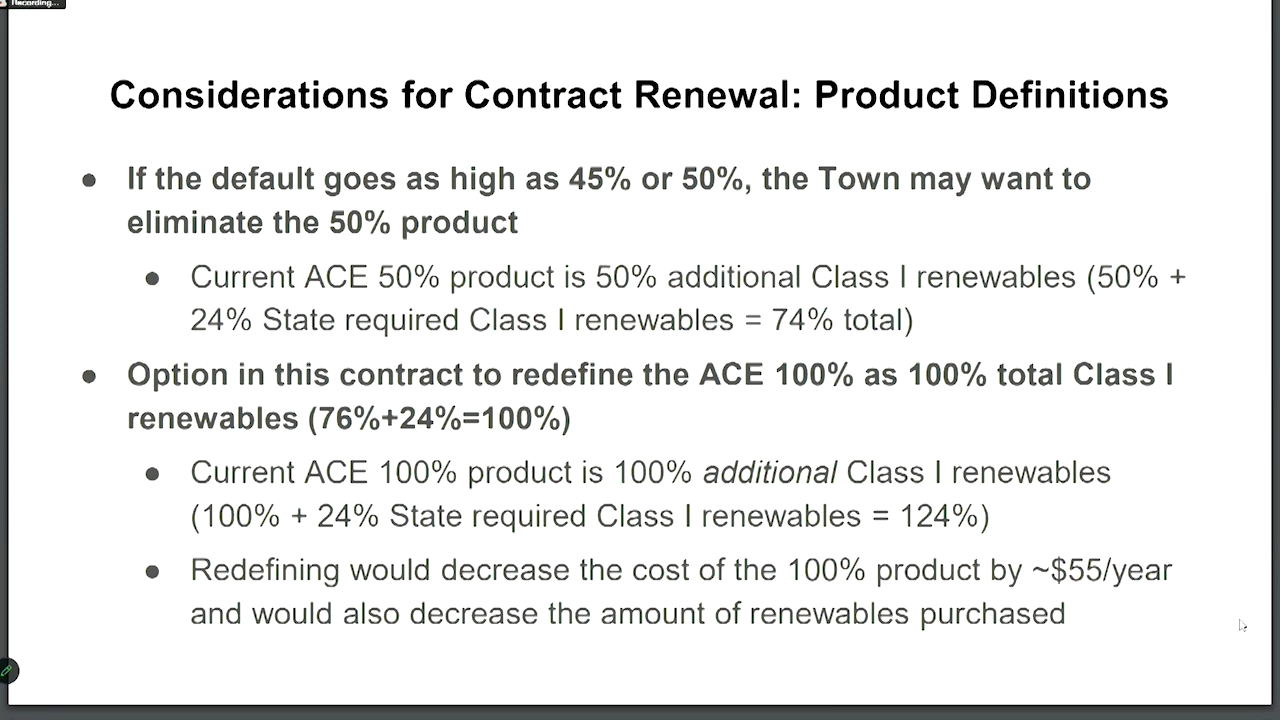 Recording...
Considerations for Contract Renewal: Product Definitions
● If the default goes as high as 45% or 50%, the Town may want to
eliminate the 50% product
● Current ACE 50% product is 50% additional Class I renewables (50% +
24% State required Class I renewables = 74% total)
● Option in this contract to redefine the ACE 100% as 100% total Class I
renewables (76%+24%=100%)
● Current ACE 100% product is 100% additional Class I renewables
(100% + 24% State required Class I renewables = 124%)
● Redefining would decrease the cost of the 100% product by ~$55/year
and would also decrease the amount of renewables purchased